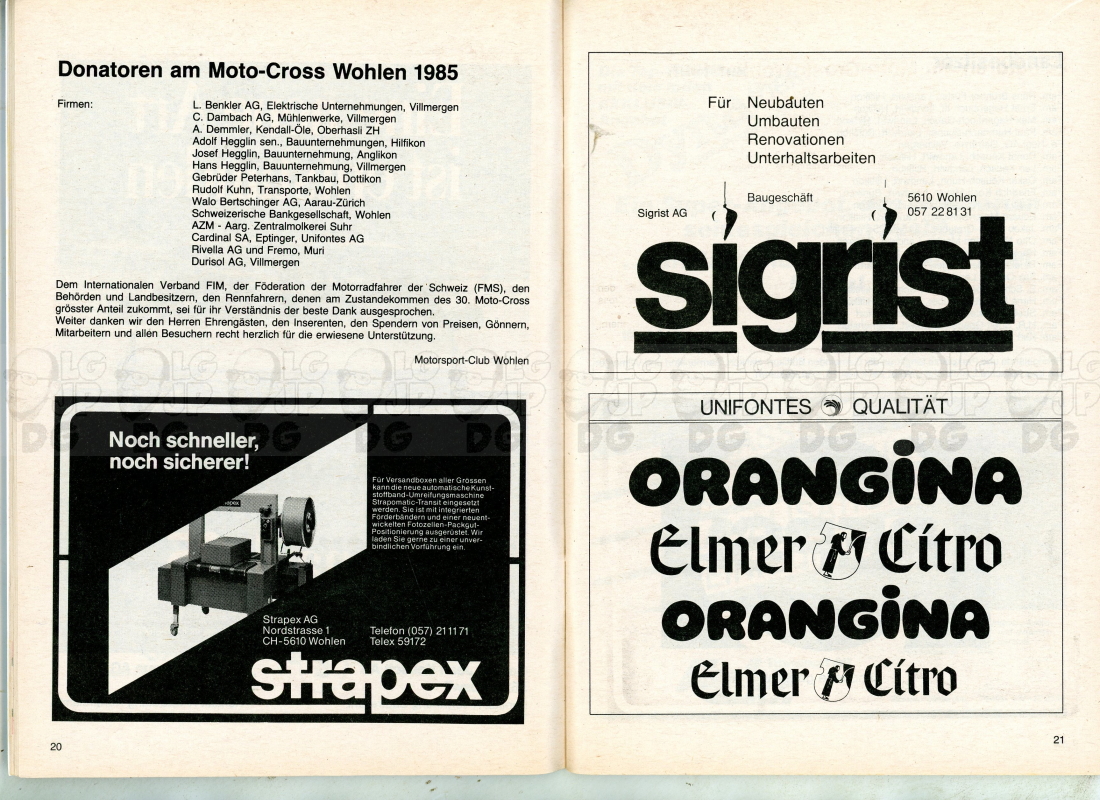 Donatoren am Moto-Cross Wohlen 1985
Firmen:
L. Benkler AG, Elektrische Unternehmungen, Villmergen
C. Dambach AG, Mühlenwerke, Villmergen
A. Demmler, Kendall-Öle, Oberhasli ZH
Adolf Hegglin sen., Bauunternehmungen, Hilfikon
Josef Hegglin, Bauunternehmung, Anglikon
Hans Hegglin, Bauunternehmung, Villmergen
Gebrüder Peterhans, Tankbau, Dottikon
Rudolf Kuhn, Transporte, Wohlen
Walo Bertschinger AG, Aarau-Zürich
Schweizerische Bankgesellschaft, Wohlen
AZM - Aarg. Zentralmolkerei Suhr
Cardinal SA, Eptinger, Unifontes AG
Rivella AG und Fremo, Muri
Durisol AG, Villmergen
Dem Internationalen Verband FIM, der Föderation der Motorradfahrer der Schweiz (FMS), den
Behörden und Landbesitzern, den Rennfahrern, denen am Zustandekommen des 30. Moto-Cross
grösster Anteil zukommt, sei für ihr Verständnis der beste Dank ausgesprochen.
Weiter danken wir den Herren Ehrengästen, den Inserenten, den Spendern von Preisen, Gönnern,
Mitarbeitern und allen Besuchern recht herzlich für die erwiesene Unterstützung.
Motorsport-Club Wohlen
Noch schneller,
noch sicherer!
Für Versandboxen aller Grössen
kann die neue automatische Kunst-
stoffband-Umreifungsmaschine
Strapomatic-Transit eingesetzt
werden. Sie ist mit integrierten
Förderbändern und einer neuent-
wickelten Fotozellen-Packgut-
Positionierung ausgerüstet. Wir
laden Sie gerne zu einer unver-
bindlichen Vorführung ein.
Strapex AG
Nordstrasse 1
CH-5610 Wohlen
Telefon (057) 21 11 71
Telex 59172
strapex
20
Für Neubauten
Umbauten
Renovationen
Unterhaltsarbeiten
Sigrist AG
Baugeschäft
5610 Wohlen
057 22 81 31
sigrist
UNIFONTES QUALITÄT
ORANGINA
Elmer Citro
ORANGINA
Elmer Citro
21